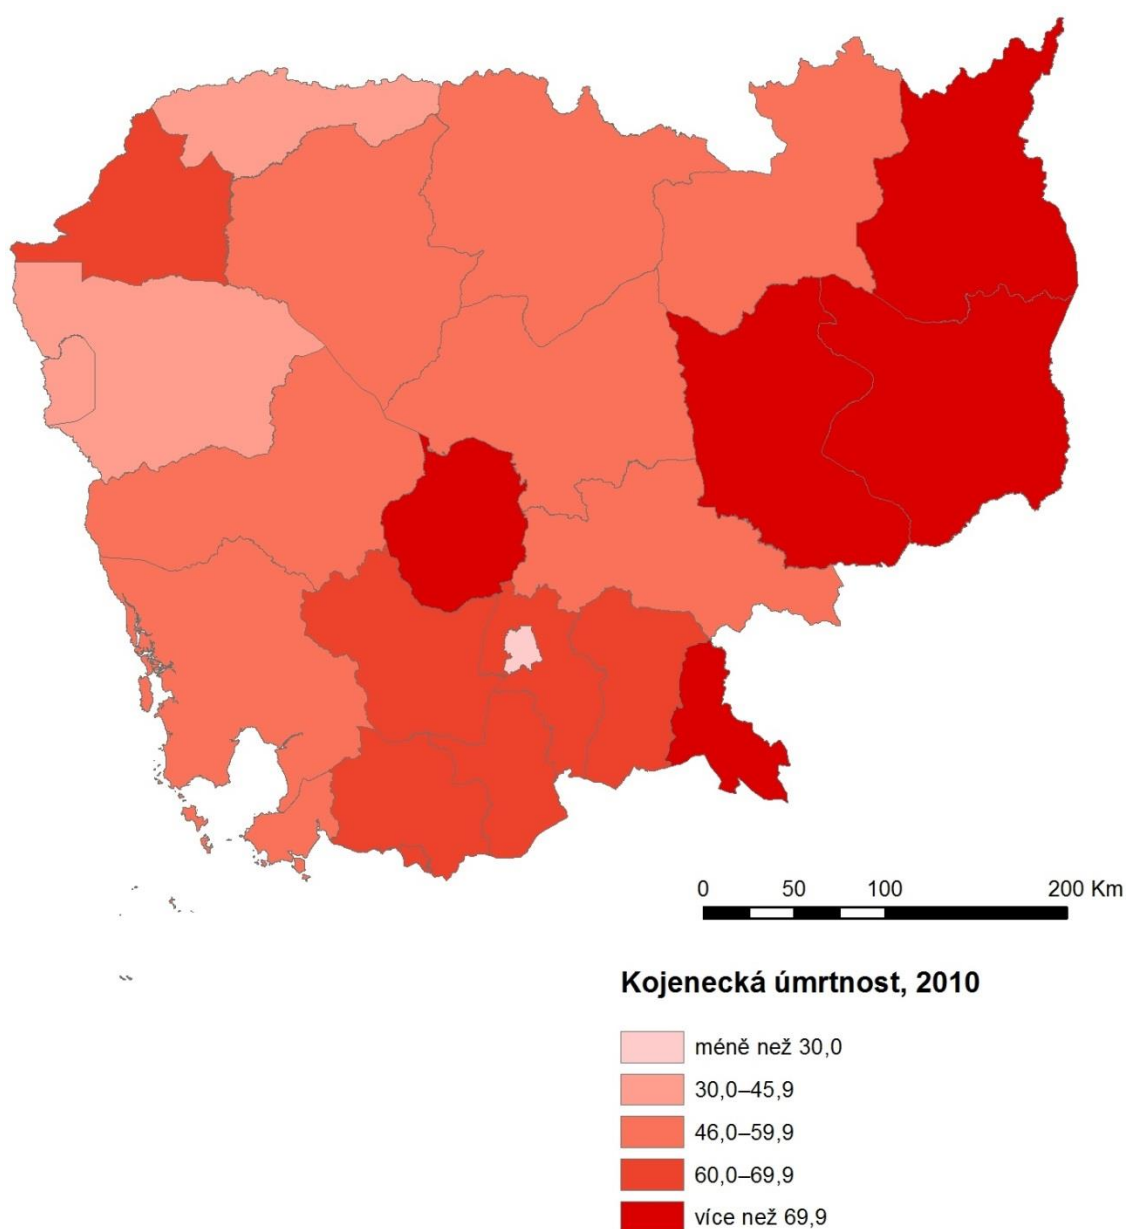 0 50 100 200 Km
Kojenecká úmrtnost, 2010
méně než 30,0
30,0–45,9
46,0–59,9
60,0–69,9
více než 69,9